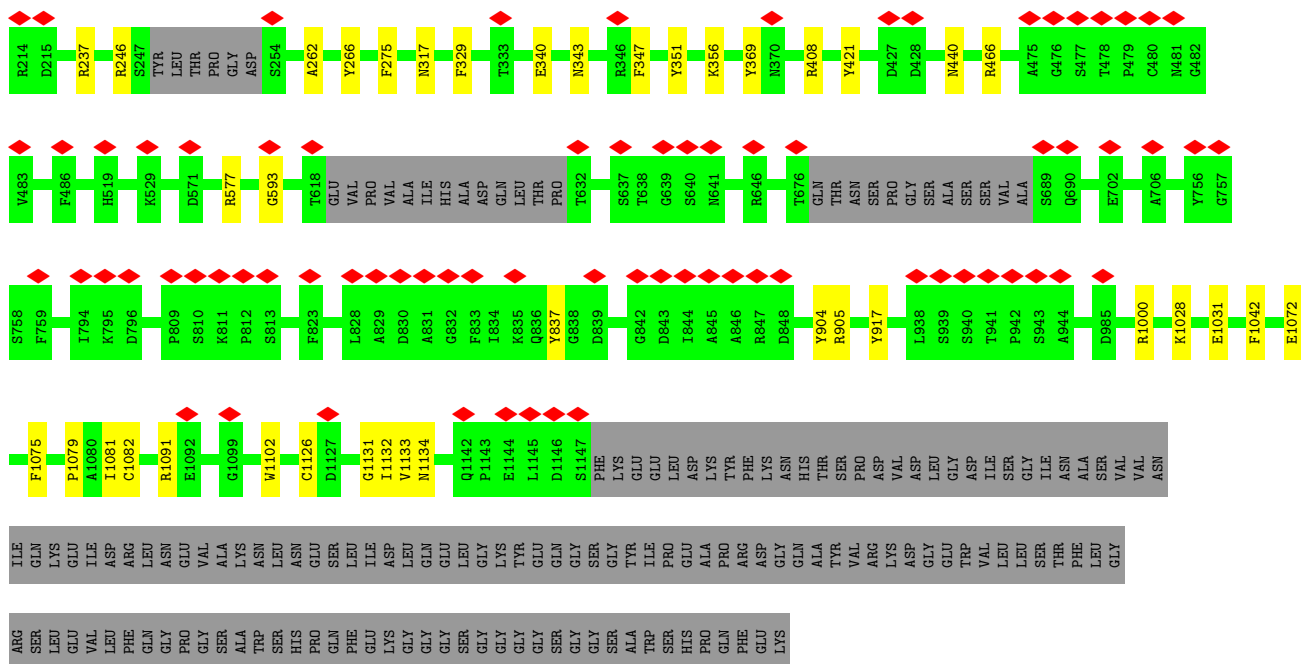 R214 D215 R237 R246 S247 TYR LEU THR PRO GLY ASP S254 A262 Y266 F275 N317 F329 T333 E340 N343 R346 F347 Y351 K356 Y369 N370 R408 Y421 D427 D428 N440 R466 A475 G476 S477 T478 P479 C480 N481 G482
V483 F486 H519 K529 D571 R577 G593 T618 GLU VAL PRO VAL ALA ILE HIS ALA ASP GLN LEU THR PRO T632 S637 T638 G639 S640 N641 R646 T676 GLN THR ASN SER PRO GLY SER ALA SER SER VAL ALA S689 Q690 E702 A706 Y756 G757
S758 F759 I794 K795 D796 P809 S810 K811 P812 S813 F823 L828 A829 D830 A831 G832 F833 I834 K835 Q836 Y837 G838 D839 G842 D843 I844 A845 A846 R847 D848 Y904 R905 Y917 L938 S939 S940 T941 P942 S943 A944 D985 R1000 K1028 E1031 F1042 E1072
F1075 P1079 A1080 I1081 C1082 R1091 E1092 G1099 W1102 C1126 D1127 G1131 I1132 V1133 N1134 Q1142 P1143 E1144 L1145 D1146 S1147 PHE LYS GLU GLU LEU ASP LYS TYR PHE LYS ASN HIS THR SER PRO ASP VAL ASP LEU GLY ASP ILE SER GLY ILE ASN ALA SER VAL VAL ASN
ILE GLN LYS GLU ILE ASP ARG LEU ASN GLU VAL ALA LYS ASN LEU ASN GLU SER LEU ILE ASP LEU GLN GLU LEU GLY LYS TYR GLU GLN GLY SER GLY TYR ILE PRO GLU ALA PRO ARG ASP GLY GLN ALA TYR VAL ARG LYS ASP GLY GLU TRP VAL LEU LEU SER THR PHE LEU GLY
ARG SER LEU GLU VAL LEU PHE GLN GLY PRO GLY SER ALA TRP SER HIS PRO GLN PHE GLU LYS GLY GLY GLY SER GLY GLY GLY GLY SER GLY GLY SER ALA TRP SER HIS PRO GLN PHE GLU LYS